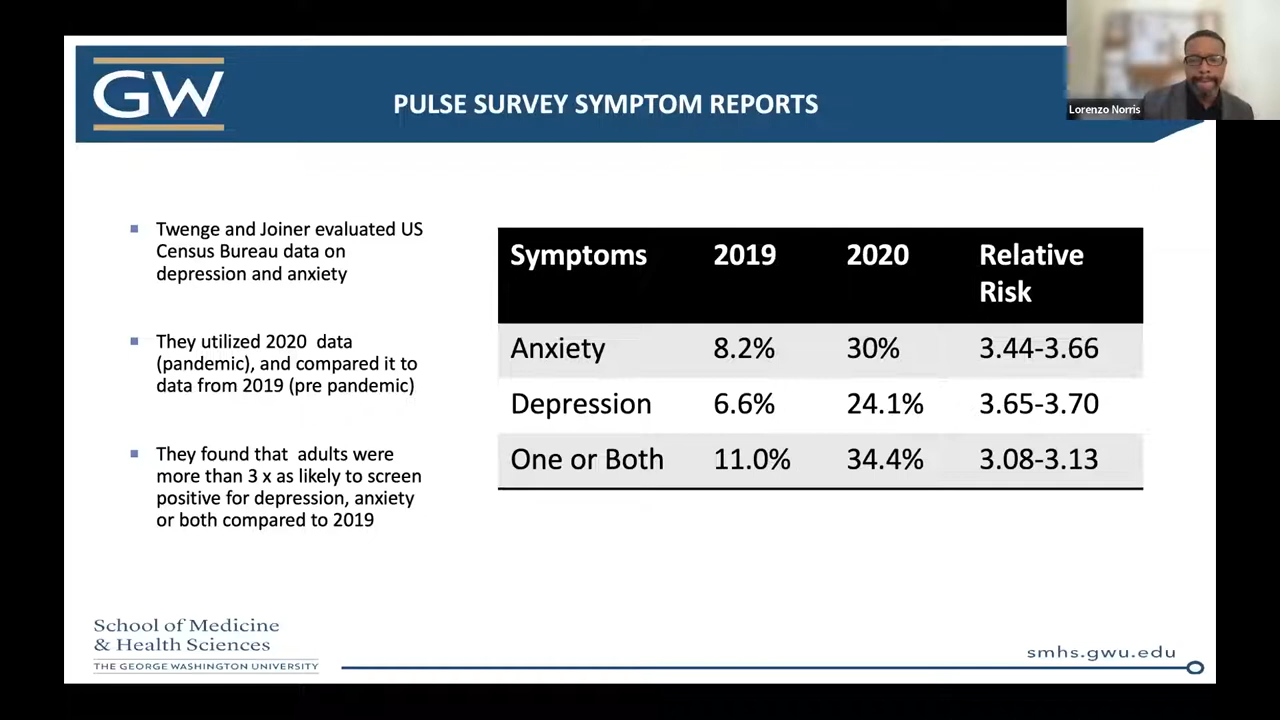 GW
PULSE SURVEY SYMPTOM REPORTS
Lorenzo Norris
Twenge and Joiner evaluated US
Census Bureau data on
depression and anxiety
They utilized 2020 data
(pandemic), and compared it to
data from 2019 (pre pandemic)
They found that adults were
more than 3 x as likely to screen
positive for depression, anxiety
or both compared to 2019
Symptoms 2019 2020 Relative
Risk
Anxiety 8.2% 30% 3.44-3.66
Depression 6.6% 24.1% 3.65-3.70
One or Both 11.0% 34.4% 3.08-3.13
School of Medicine
& Health Sciences
THE GEORGE WASHINGTON UNIVERSITY
smhs.gwu.edu